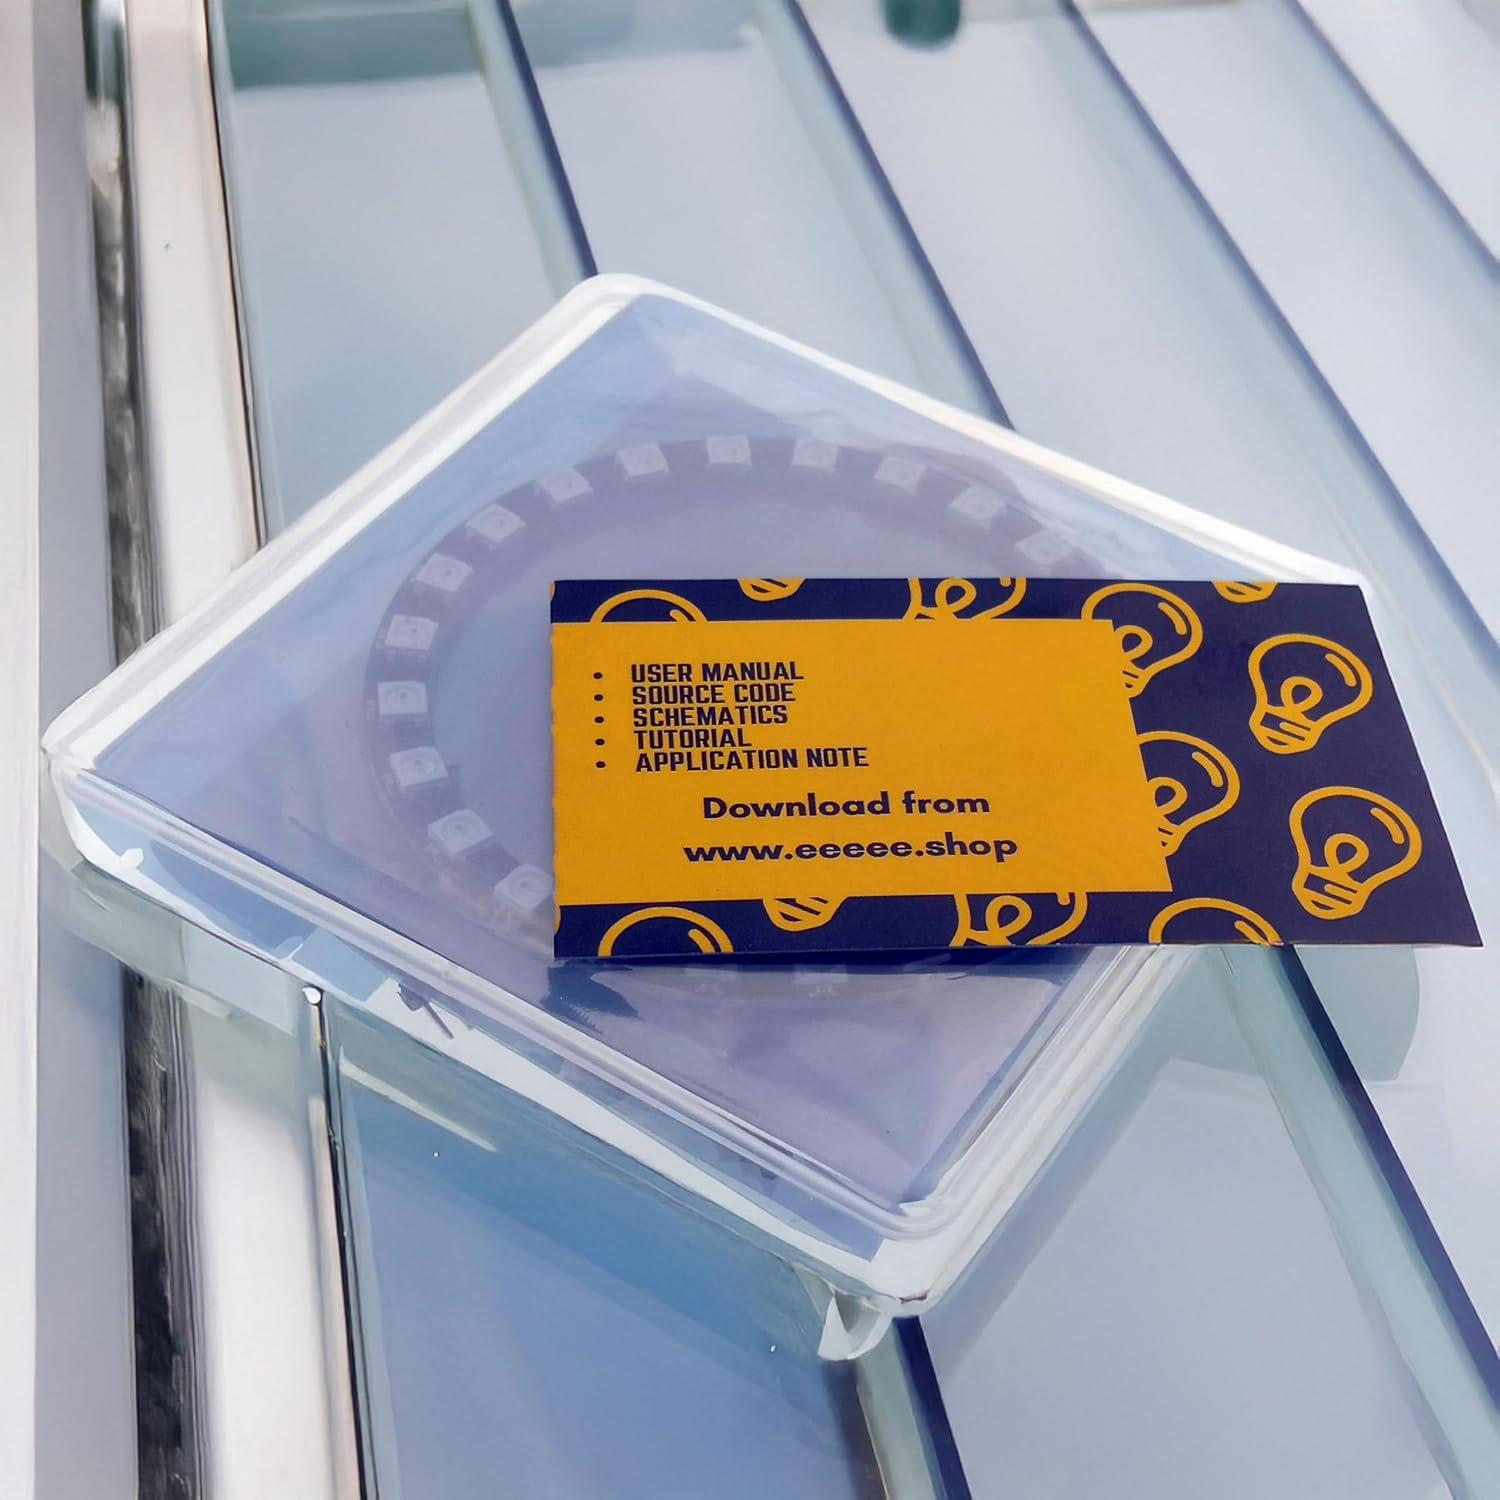 • USER MANUAL
• SOURCE CODE
• SCHEMATICS
• TUTORIAL
• APPLICATION NOTE
Download from
www.eeeee.shop